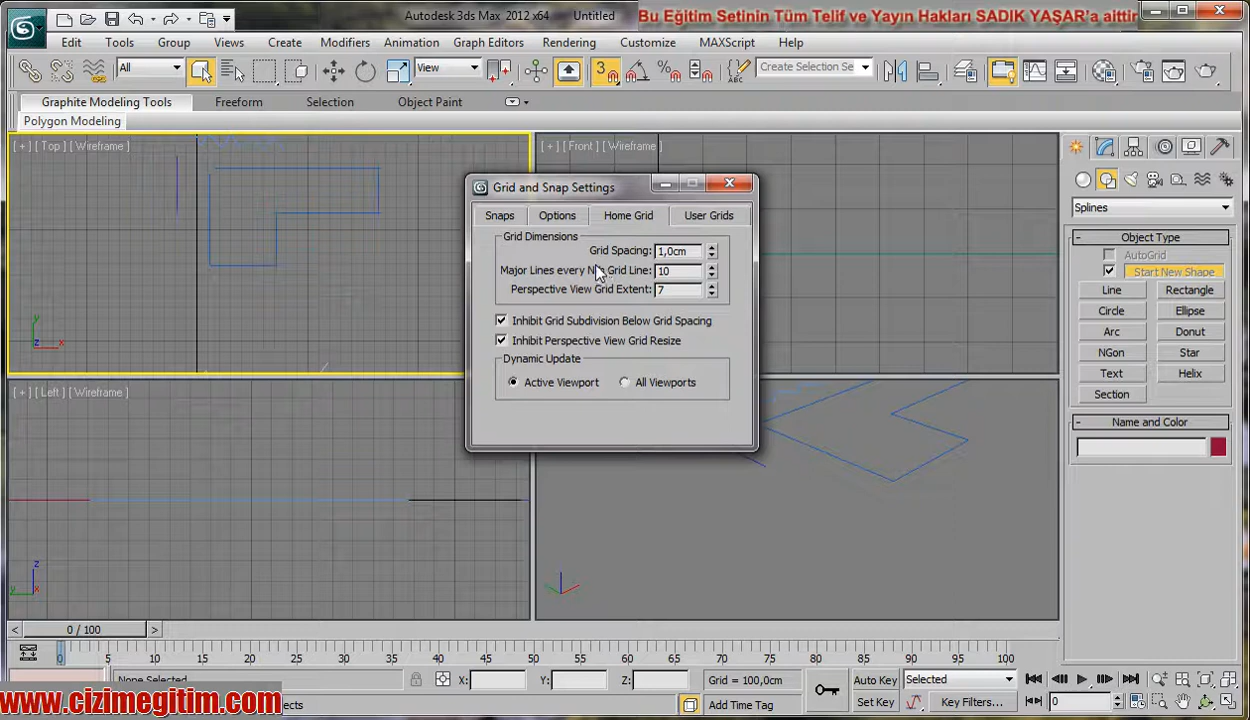 Autodesk 3ds Max 2012 x64 Untitled
Bu Eğitim Setinin Tüm Telif ve Yayın Hakları SADIK YAŞAR'a aittir
Edit Tools Group Views Create Modifiers Animation Graph Editors Rendering Customize MAXScript Help
All View 3 Create Selection Se
Graphite Modeling Tools Freeform Selection Object Paint
Polygon Modeling
[ + ] [ Top ] [ Wireframe ]
[ + ] [ Front ] [ Wireframe ]
Grid and Snap Settings
Snaps Options Home Grid User Grids
Grid Dimensions
Grid Spacing: 1,0cm
Major Lines every Nth Grid Line: 10
Perspective View Grid Extent: 7
Inhibit Grid Subdivision Below Grid Spacing
Inhibit Perspective View Grid Resize
Dynamic Update
Active Viewport All Viewports
Splines
Object Type
AutoGrid
Start New Shape
Line Rectangle
Circle Ellipse
Arc Donut
NGon Star
Text Helix
Section
Name and Color
y
z x
[ + ] [ Left ] [ Wireframe ]
z
y x
0 / 100
0 5 10 15 20 25 30 35 40 45 50 55 60 65 70 75 80 85 90 95 100
None Selected X: Y: Z: Grid = 100,0cm Auto Key Selected
Add Time Tag Set Key Key Filters... 0
www.cizimegitim.com